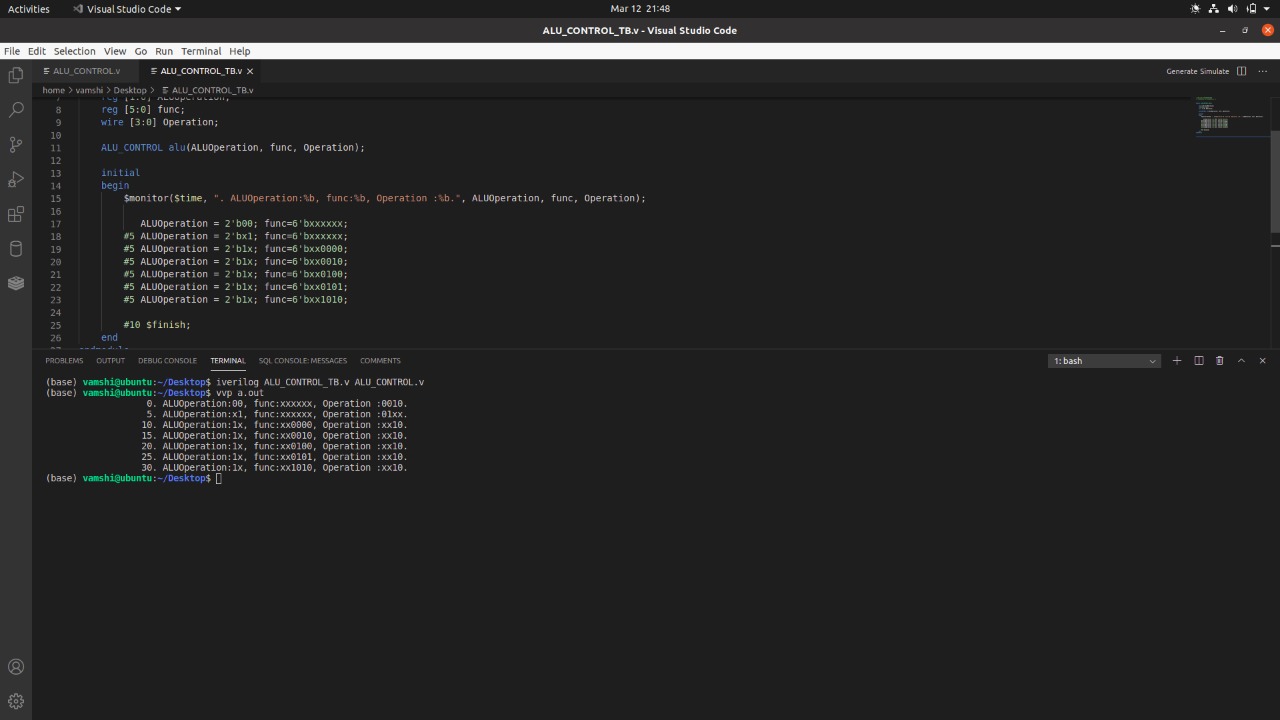 Activities Visual Studio Code Mar 12 21:48
ALU_CONTROL_TB.v - Visual Studio Code
File Edit Selection View Go Run Terminal Help
ALU_CONTROL.v ALU_CONTROL_TB.v Generate Simulate
home > vamshi > Desktop > ALU_CONTROL_TB.v
7 reg [1:0] ALUOperation;
8 reg [5:0] func;
9 wire [3:0] Operation;
10
11 ALU_CONTROL alu(ALUOperation, func, Operation);
12
13 initial
14 begin
15 $monitor($time, ". ALUOperation:%b, func:%b, Operation :%b.", ALUOperation, func, Operation);
16
17 ALUOperation = 2'b00; func=6'bxxxxxx;
18 #5 ALUOperation = 2'bx1; func=6'bxxxxxx;
19 #5 ALUOperation = 2'b1x; func=6'bxx0000;
20 #5 ALUOperation = 2'b1x; func=6'bxx0010;
21 #5 ALUOperation = 2'b1x; func=6'bxx0100;
22 #5 ALUOperation = 2'b1x; func=6'bxx0101;
23 #5 ALUOperation = 2'b1x; func=6'bxx1010;
24
25 #10 $finish;
26 end
27 endmodule
PROBLEMS OUTPUT DEBUG CONSOLE TERMINAL SQL CONSOLE: MESSAGES COMMENTS 1: bash
(base) vamshi@ubuntu:~/Desktop$ iverilog ALU_CONTROL_TB.v ALU_CONTROL.v
(base) vamshi@ubuntu:~/Desktop$ vvp a.out
0. ALUOperation:00, func:xxxxxx, Operation :0010.
5. ALUOperation:x1, func:xxxxxx, Operation :01xx.
10. ALUOperation:1x, func:xx0000, Operation :xx10.
15. ALUOperation:1x, func:xx0010, Operation :xx10.
20. ALUOperation:1x, func:xx0100, Operation :xx10.
25. ALUOperation:1x, func:xx0101, Operation :xx10.
30. ALUOperation:1x, func:xx1010, Operation :xx10.
(base) vamshi@ubuntu:~/Desktop$